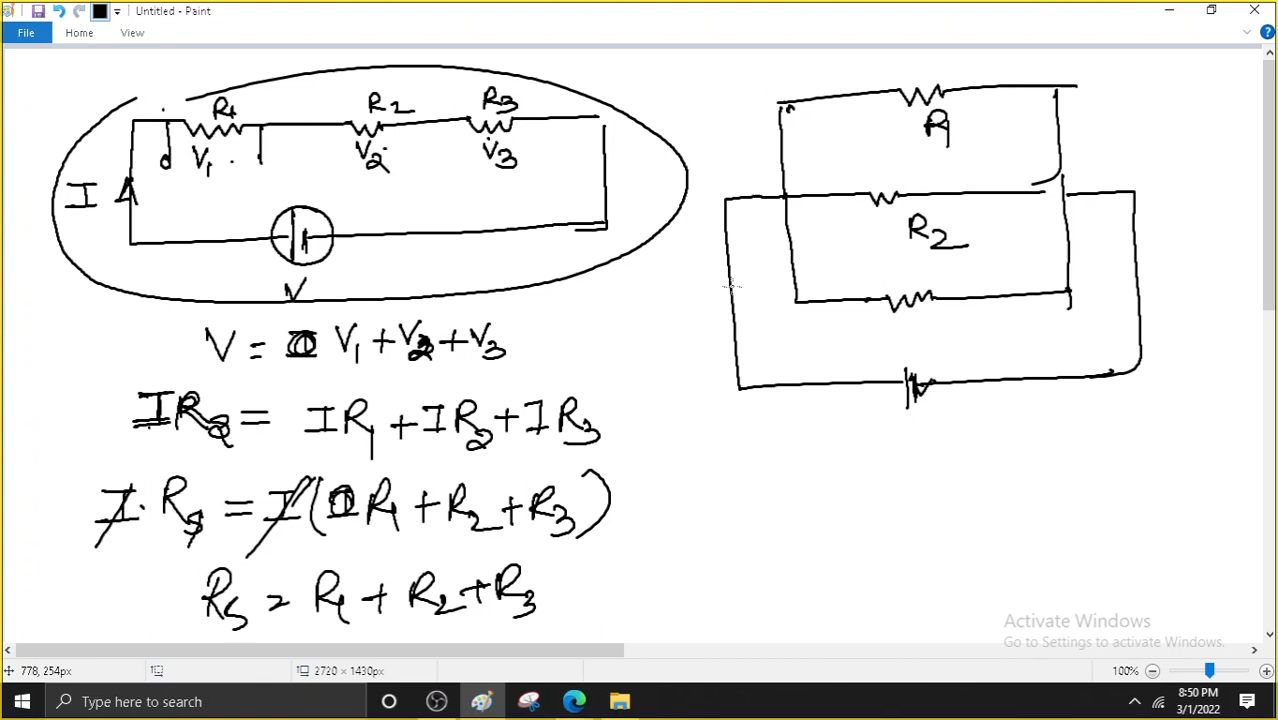 Untitled - Paint
File Home View
R1 R2 R3
V1 V2 V3
I
V
V = V1 + V2 + V3
IRs = IR1 + IR2 + IR3
I . Rs = I ( R1 + R2 + R3 )
Rs = R1 + R2 + R3
R1
R2
Activate Windows
Go to Settings to activate Windows.
778, 254px
2720 × 1430px
100%
Type here to search
8:50 PM
3/1/2022